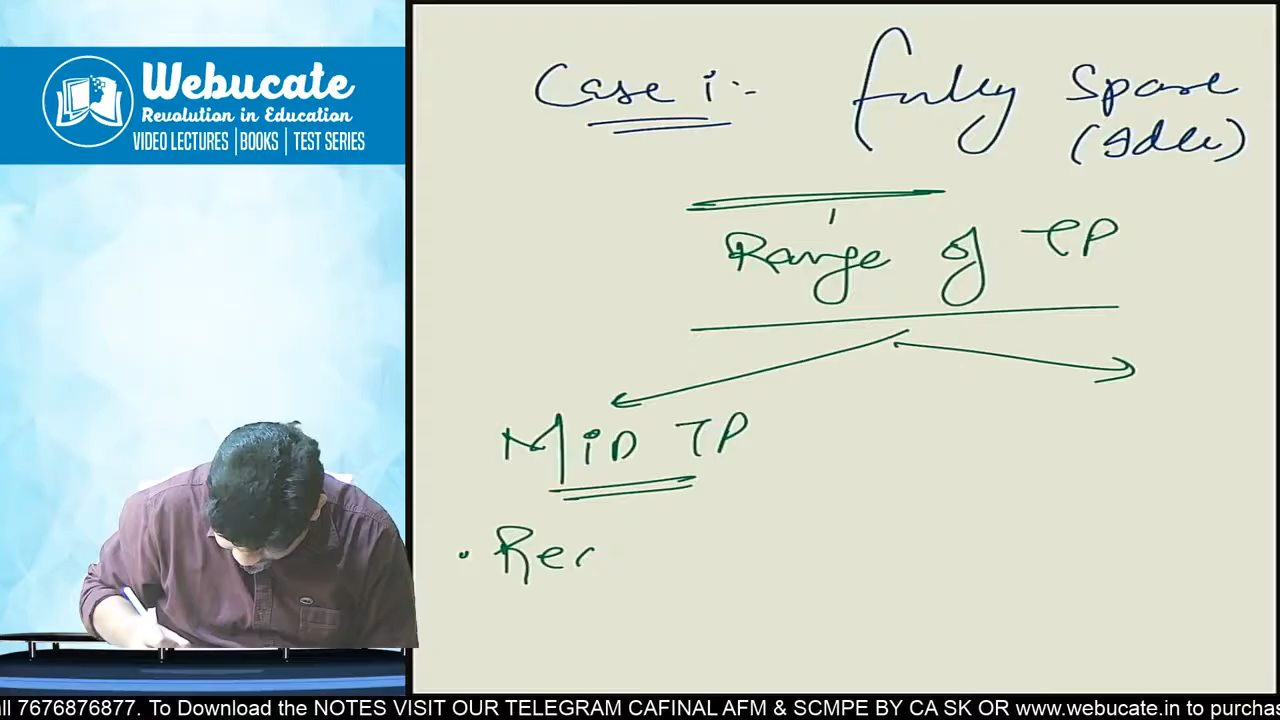 Webucate
Revolution in Education
VIDEO LECTURES | BOOKS | TEST SERIES
Case i:- fully Spare
(Idle)
Range of TP
Min TP
. Rec
ll 7676876877. To Download the NOTES VISIT OUR TELEGRAM CAFINAL AFM & SCMPE BY CA SK OR www.webucate.in to purchas